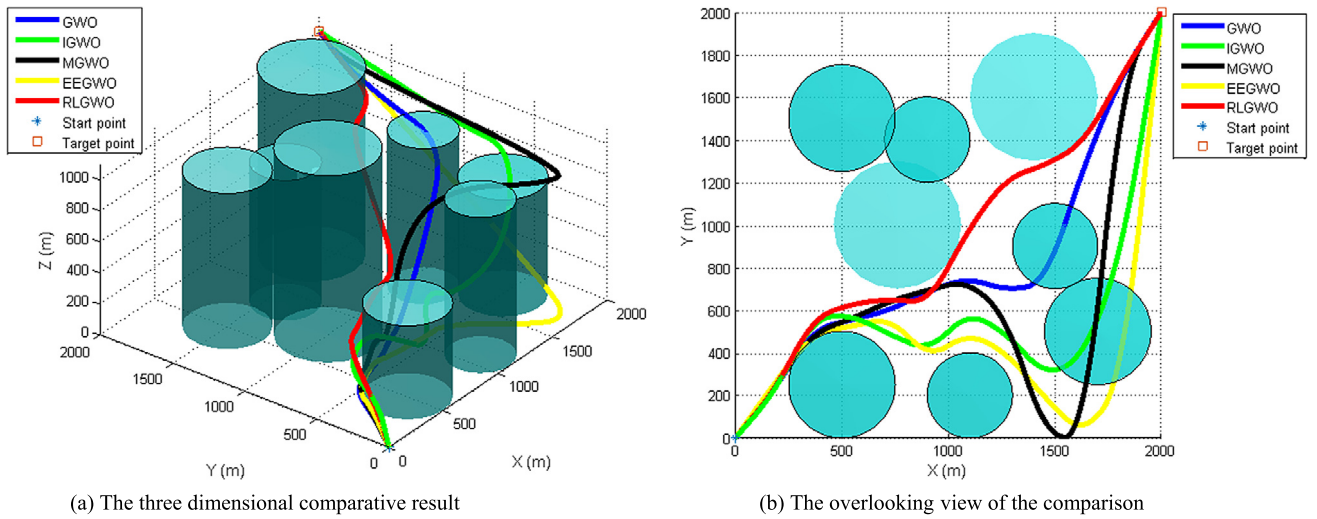 GWO
IGWO
MGWO
EEGWO
RLGWO
Start point
Target point
1000
800
600
400
200
0
Z (m)
2000
1500
1000
500
0
Y (m)
0
500
1000
1500
2000
X (m)
(a) The three dimensional comparative result
2000
1800
1600
1400
1200
1000
800
600
400
200
0
Y (m)
0
500
1000
1500
2000
X (m)
GWO
IGWO
MGWO
EEGWO
RLGWO
Start point
Target point
(b) The overlooking view of the comparison